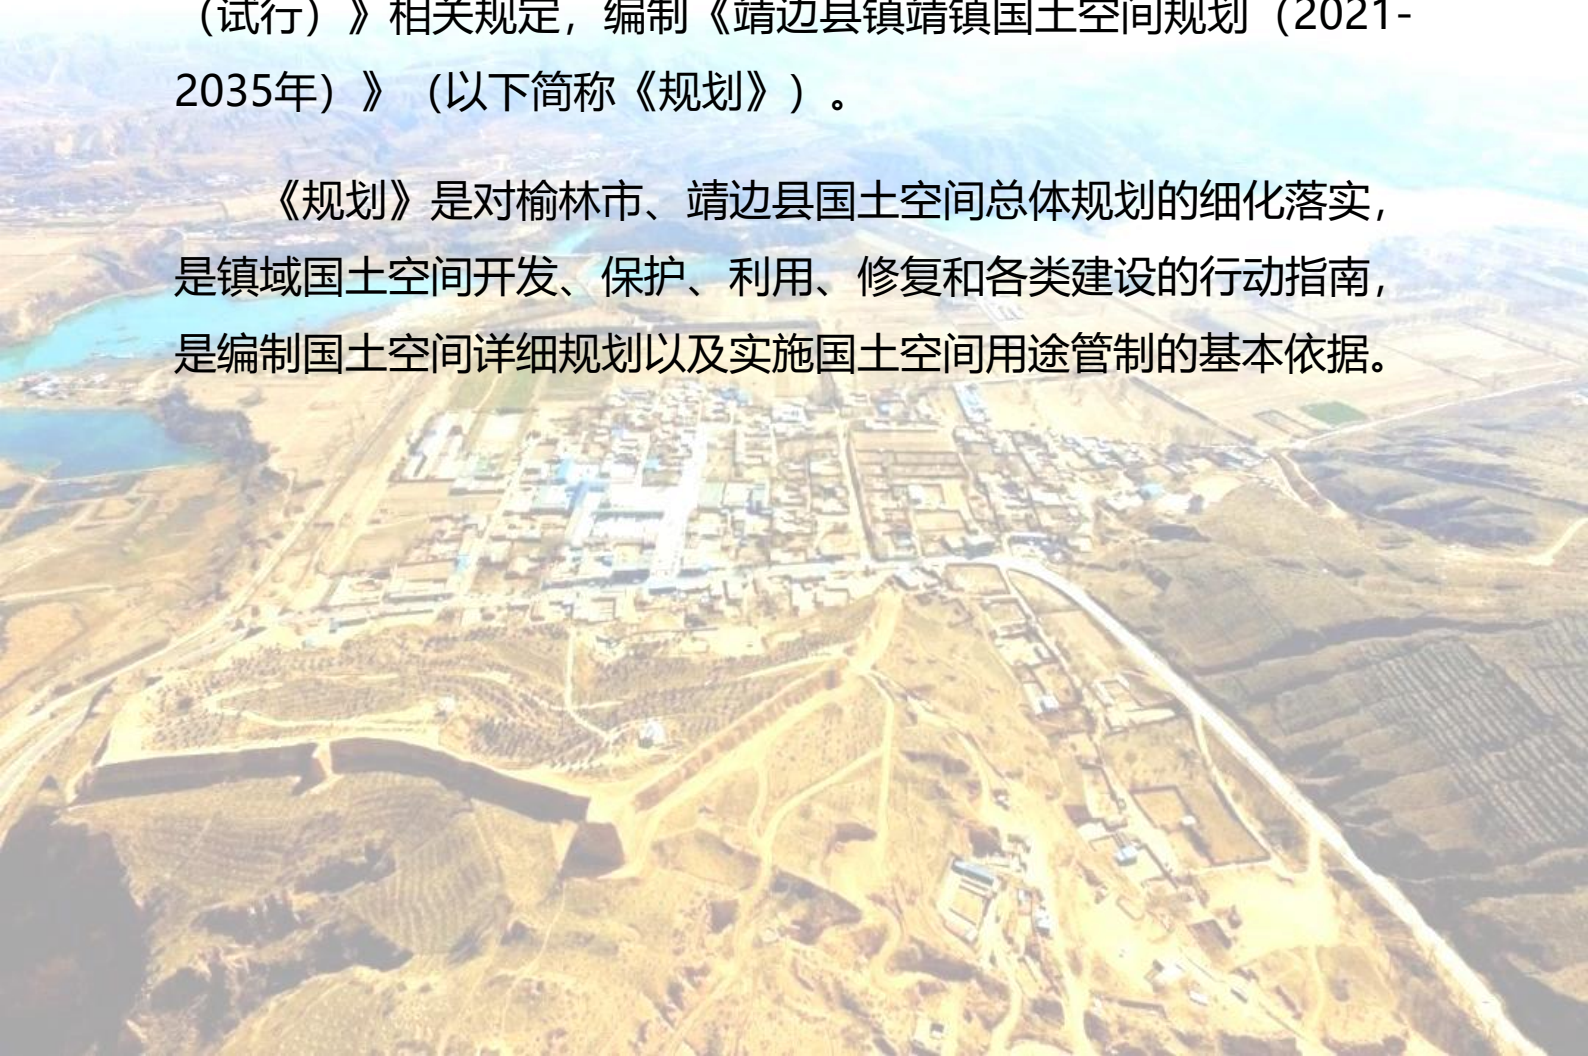 （试行）》相关规定，编制《靖边县镇靖镇国土空间规划（2021-
2035年）》（以下简称《规划》）。
《规划》是对榆林市、靖边县国土空间总体规划的细化落实，
是镇域国土空间开发、保护、利用、修复和各类建设的行动指南，
是编制国土空间详细规划以及实施国土空间用途管制的基本依据。